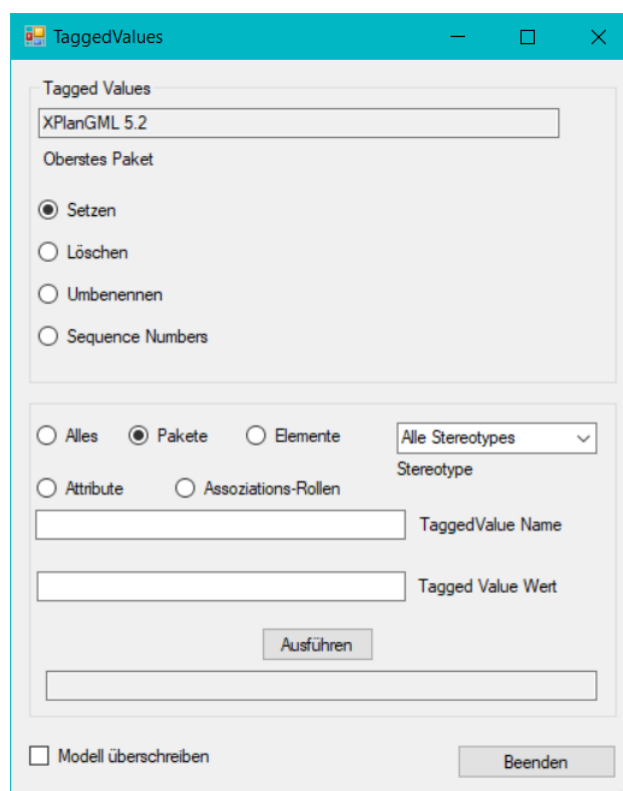 TaggedValues
Tagged Values
XPlanGML 5.2
Oberstes Paket
Setzen
Löschen
Umbenennen
Sequence Numbers
Alles Pakete Elemente Alle Stereotypes
Stereotype
Attribute Assoziations-Rollen
TaggedValue Name
Tagged Value Wert
Ausführen
Modell überschreiben
Beenden